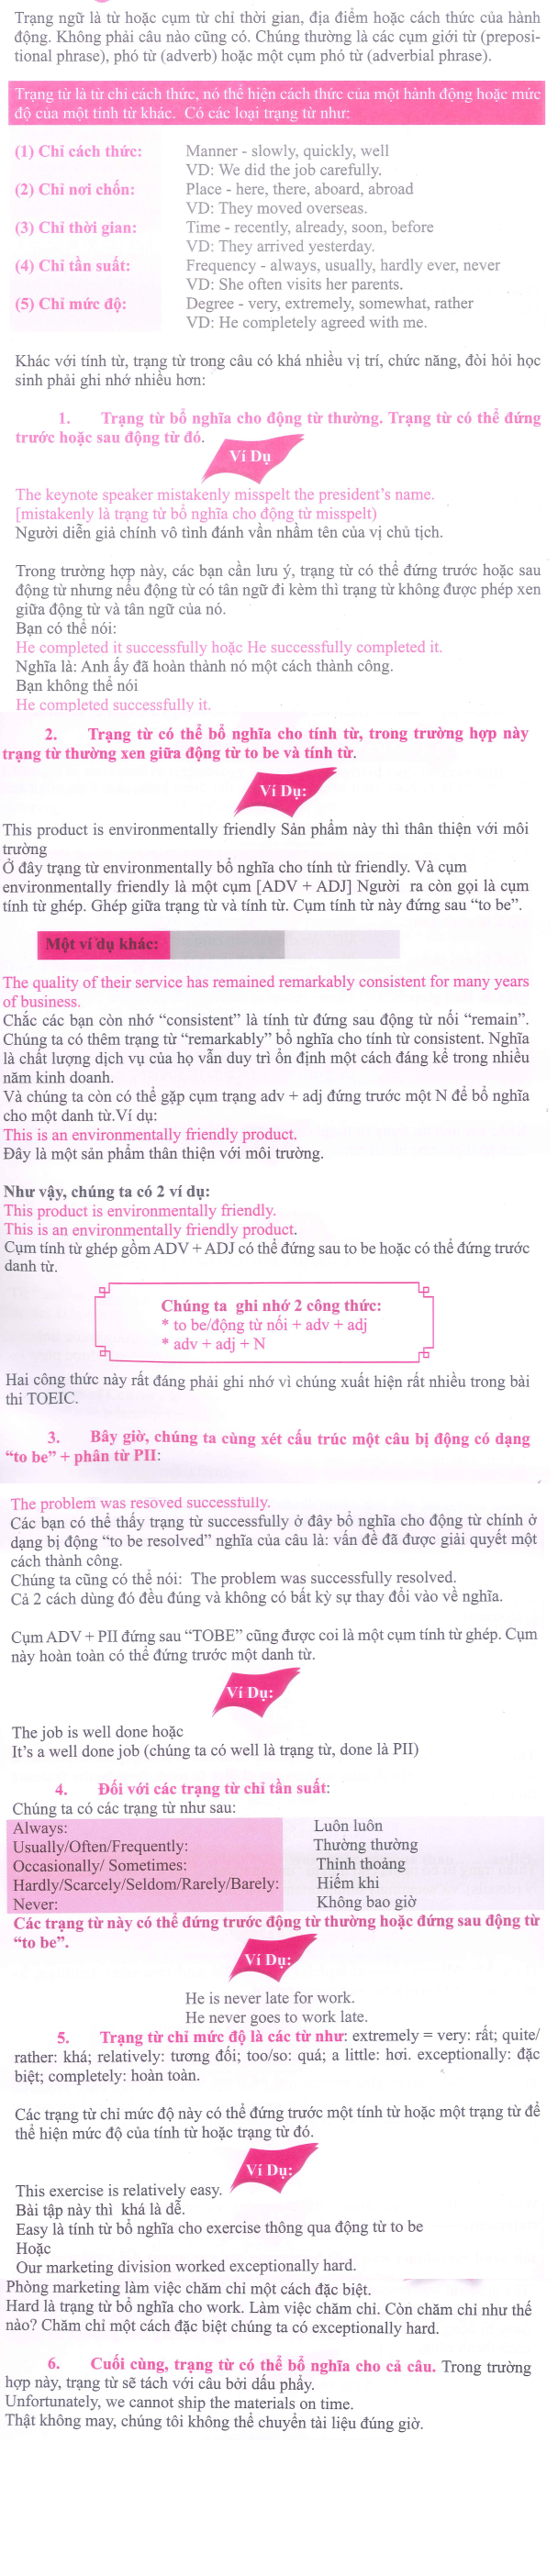 Trạng ngữ là từ hoặc cụm từ chỉ thời gian, địa điểm hoặc cách thức của hành
động. Không phải câu nào cũng có. Chúng thường là các cụm giới từ (preposi-
tional phrase), phó từ (adverb) hoặc một cụm phó từ (adverbial phrase).
Trạng từ là từ chỉ cách thức, nó thể hiện cách thức của một hành động hoặc mức
độ của một tính từ khác. Có các loại trạng từ như:
(1) Chỉ cách thức: Manner - slowly, quickly, well
VD: We did the job carefully.
(2) Chỉ nơi chốn: Place - here, there, aboard, abroad
VD: They moved overseas.
(3) Chỉ thời gian: Time - recently, already, soon, before
VD: They arrived yesterday.
(4) Chỉ tần suất: Frequency - always, usually, hardly ever, never
VD: She often visits her parents.
(5) Chỉ mức độ: Degree - very, extremely, somewhat, rather
VD: He completely agreed with me.
Khác với tính từ, trạng từ trong câu có khá nhiều vị trí, chức năng, đòi hỏi học
sinh phải ghi nhớ nhiều hơn:
1. Trạng từ bổ nghĩa cho động từ thường. Trạng từ có thể đứng
trước hoặc sau động từ đó.
Ví Dụ
The keynote speaker mistakenly misspelt the president's name.
[mistakenly là trạng từ bổ nghĩa cho động từ misspelt)
Người diễn giả chính vô tình đánh vần nhầm tên của vị chủ tịch.
Trong trường hợp này, các bạn cần lưu ý, trạng từ có thể đứng trước hoặc sau
động từ nhưng nếu động từ có tân ngữ đi kèm thì trạng từ không được phép xen
giữa động từ và tân ngữ của nó.
Bạn có thể nói:
He completed it successfully hoặc He successfully completed it.
Nghĩa là: Anh ấy đã hoàn thành nó một cách thành công.
Bạn không thể nói
He completed successfully it.
2. Trạng từ có thể bổ nghĩa cho tính từ, trong trường hợp này
trạng từ thường xen giữa động từ to be và tính từ.
Ví Dụ:
This product is environmentally friendly Sản phẩm này thì thân thiện với môi
trường
Ở đây trạng từ environmentally bổ nghĩa cho tính từ friendly. Và cụm
environmentally friendly là một cụm [ADV + ADJ] Người ra còn gọi là cụm
tính từ ghép. Ghép giữa trạng từ và tính từ. Cụm tính từ này đứng sau "to be".
Một ví dụ khác:
The quality of their service has remained remarkably consistent for many years
of business.
Chắc các bạn còn nhớ "consistent" là tính từ đứng sau động từ nối "remain".
Chúng ta có thêm trạng từ "remarkably" bổ nghĩa cho tính từ consistent. Nghĩa
là chất lượng dịch vụ của họ vẫn duy trì ổn định một cách đáng kể trong nhiều
năm kinh doanh.
Và chúng ta còn có thể gặp cụm trạng adv + adj đứng trước một N để bổ nghĩa
cho một danh từ.Ví dụ:
This is an environmentally friendly product.
Đây là một sản phẩm thân thiện với môi trường.
Như vậy, chúng ta có 2 ví dụ:
This product is environmentally friendly.
This is an environmentally friendly product.
Cụm tính từ ghép gồm ADV + ADJ có thể đứng sau to be hoặc có thể đứng trước
danh từ.
Chúng ta ghi nhớ 2 công thức:
* to be/động từ nối + adv + adj
* adv + adj + N
Hai công thức này rất đáng phải ghi nhớ vì chúng xuất hiện rất nhiều trong bài
thi TOEIC.
3. Bây giờ, chúng ta cùng xét cấu trúc một câu bị động có dạng
"to be" + phân từ PII:
The problem was resoved successfully.
Các bạn có thể thấy trạng từ successfully ở đây bổ nghĩa cho động từ chính ở
dạng bị động "to be resolved" nghĩa của câu là: vấn đề đã được giải quyết một
cách thành công.
Chúng ta cũng có thể nói: The problem was successfully resolved.
Cả 2 cách dùng đó đều đúng và không có bất kỳ sự thay đổi vào về nghĩa.
Cụm ADV + PII đứng sau "TOBE" cũng được coi là một cụm tính từ ghép. Cụm
này hoàn toàn có thể đứng trước một danh từ.
Ví Dụ:
The job is well done hoặc
It's a well done job (chúng ta có well là trạng từ, done là PII)
4. Đối với các trạng từ chỉ tần suất:
Chúng ta có các trạng từ như sau:
Always: Luôn luôn
Usually/Often/Frequently: Thường thường
Occasionally/ Sometimes: Thỉnh thoảng
Hardly/Scarcely/Seldom/Rarely/Barely: Hiếm khi
Never: Không bao giờ
Các trạng từ này có thể đứng trước động từ thường hoặc đứng sau động từ
"to be".
Ví Dụ:
He is never late for work.
He never goes to work late.
5. Trạng từ chỉ mức độ là các từ như: extremely = very: rất; quite/
rather: khá; relatively: tương đối; too/so: quá; a little: hơi. exceptionally: đặc
biệt; completely: hoàn toàn.
Các trạng từ chỉ mức độ này có thể đứng trước một tính từ hoặc một trạng từ để
thể hiện mức độ của tính từ hoặc trạng từ đó.
Ví Dụ:
This exercise is relatively easy.
Bài tập này thì khá là dễ.
Easy là tính từ bổ nghĩa cho exercise thông qua động từ to be
Hoặc
Our marketing division worked exceptionally hard.
Phòng marketing làm việc chăm chỉ một cách đặc biệt.
Hard là trạng từ bổ nghĩa cho work. Làm việc chăm chỉ. Còn chăm chỉ như thế
nào? Chăm chỉ một cách đặc biệt chúng ta có exceptionally hard.
6. Cuối cùng, trạng từ có thể bổ nghĩa cho cả câu. Trong trường
hợp này, trạng từ sẽ tách với câu bởi dấu phẩy.
Unfortunately, we cannot ship the materials on time.
Thật không may, chúng tôi không thể chuyển tài liệu đúng giờ.